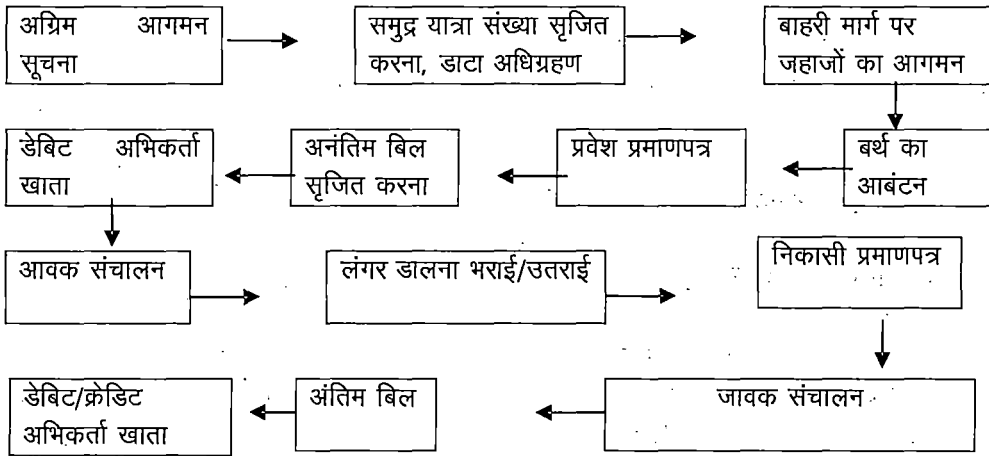 अग्रिम आगमन
सूचना
समुद्र यात्रा संख्या सृजित
करना, डाटा अधिग्रहण
बाहरी मार्ग पर
जहाजों का आगमन
बर्थ का
आबंटन
प्रवेश प्रमाणपत्र
अनंतिम बिल
सृजित करना
डेबिट अभिकर्ता
खाता
आवक संचालन
लंगर डालना भराई/उतराई
निकासी प्रमाणपत्र
जावक संचालन
अंतिम बिल
डेबिट/क्रेडिट
अभिकर्ता खाता